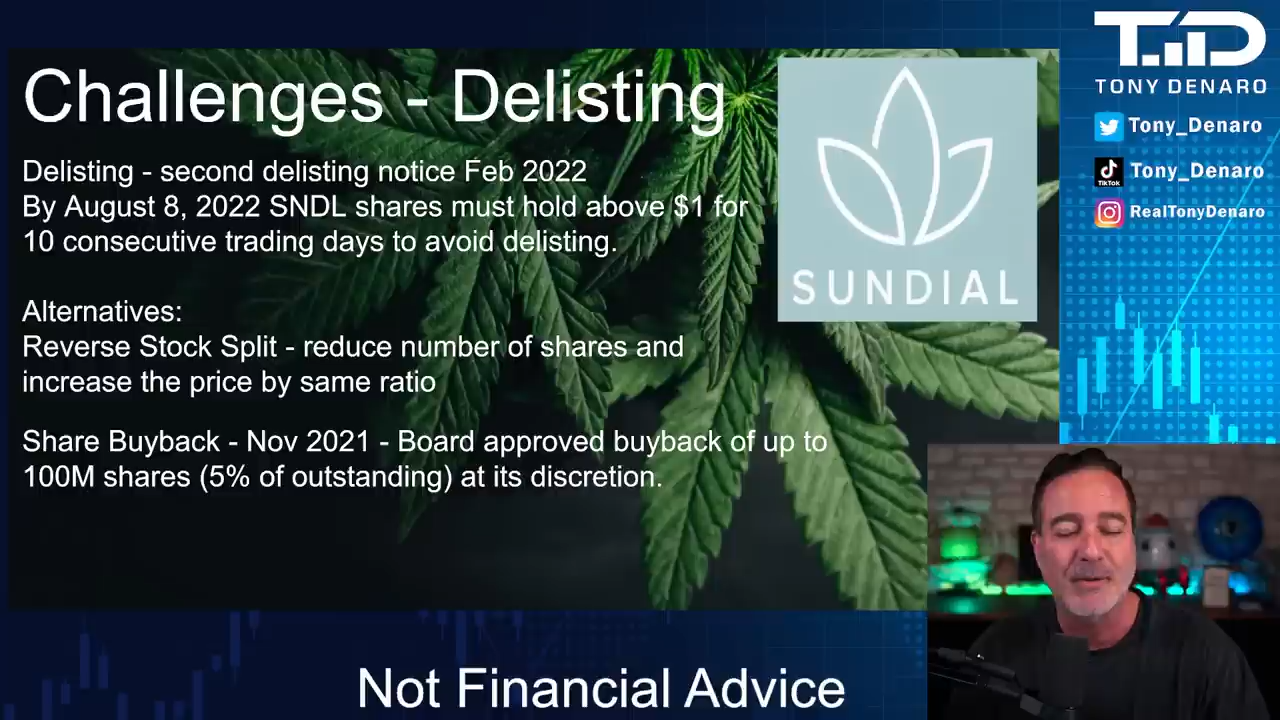 Challenges - Delisting
Delisting - second delisting notice Feb 2022
By August 8, 2022 SNDL shares must hold above $1 for
10 consecutive trading days to avoid delisting.
Alternatives:
Reverse Stock Split - reduce number of shares and
increase the price by same ratio
Share Buyback - Nov 2021 - Board approved buyback of up to
100M shares (5% of outstanding) at its discretion.
SUNDIAL
TD
TONY DENARO
Tony_Denaro
TikTok
Tony_Denaro
RealTonyDenaro
Not Financial Advice